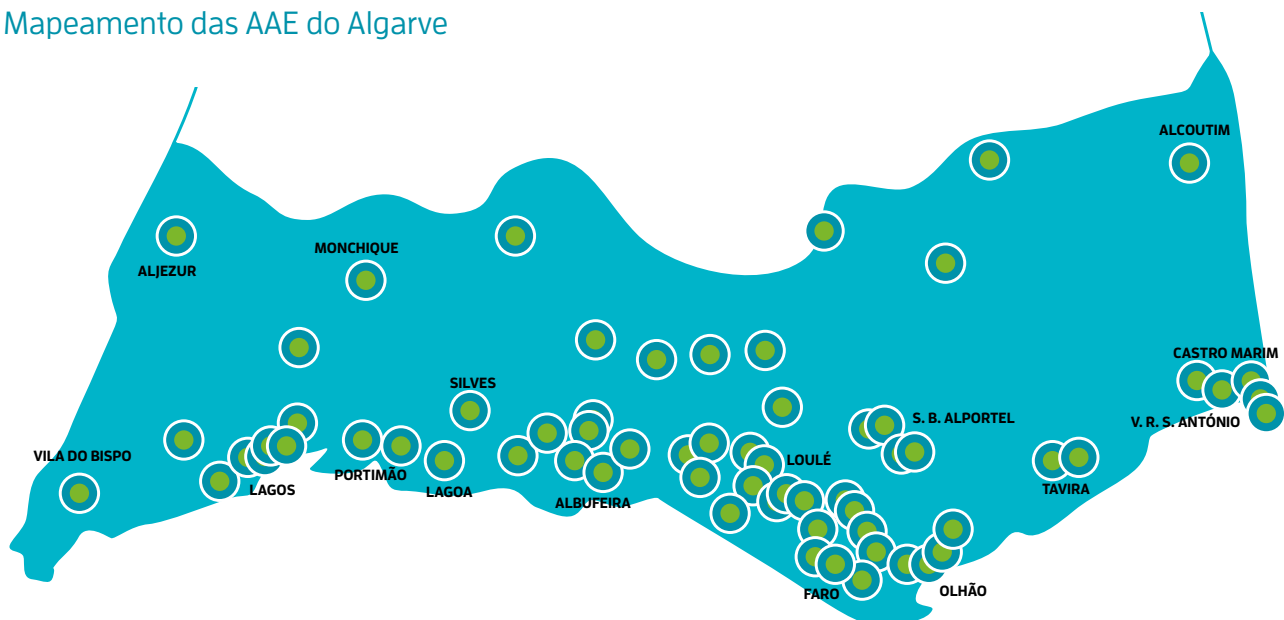 Mapeamento das AAE do Algarve
ALCOUTIM
MONCHIQUE
ALJEZUR
CASTRO MARIM
SILVES
S. B. ALPORTEL
V. R. S. ANTÓNIO
VILA DO BISPO
LOULÉ
PORTIMÃO
LAGOS
LAGOA
TAVIRA
ALBUFEIRA
OLHÃO
FARO